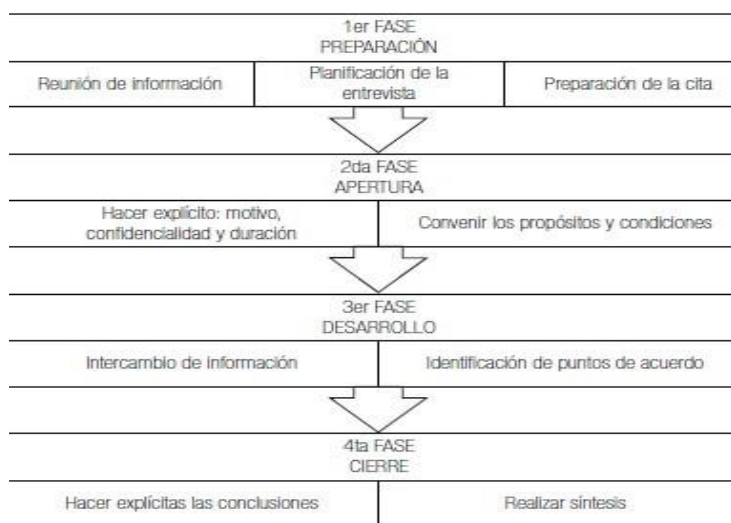 1er FASE
PREPARACIÓN
Reunión de información
Planificación de la
entrevista
Preparación de la cita
2da FASE
APERTURA
Hacer explícito: motivo,
confidencialidad y duración
Convenir los propósitos y condiciones
3er FASE
DESARROLLO
Intercambio de información
Identificación de puntos de acuerdo
4ta FASE
CIERRE
Hacer explícitas las conclusiones
Realizar síntesis